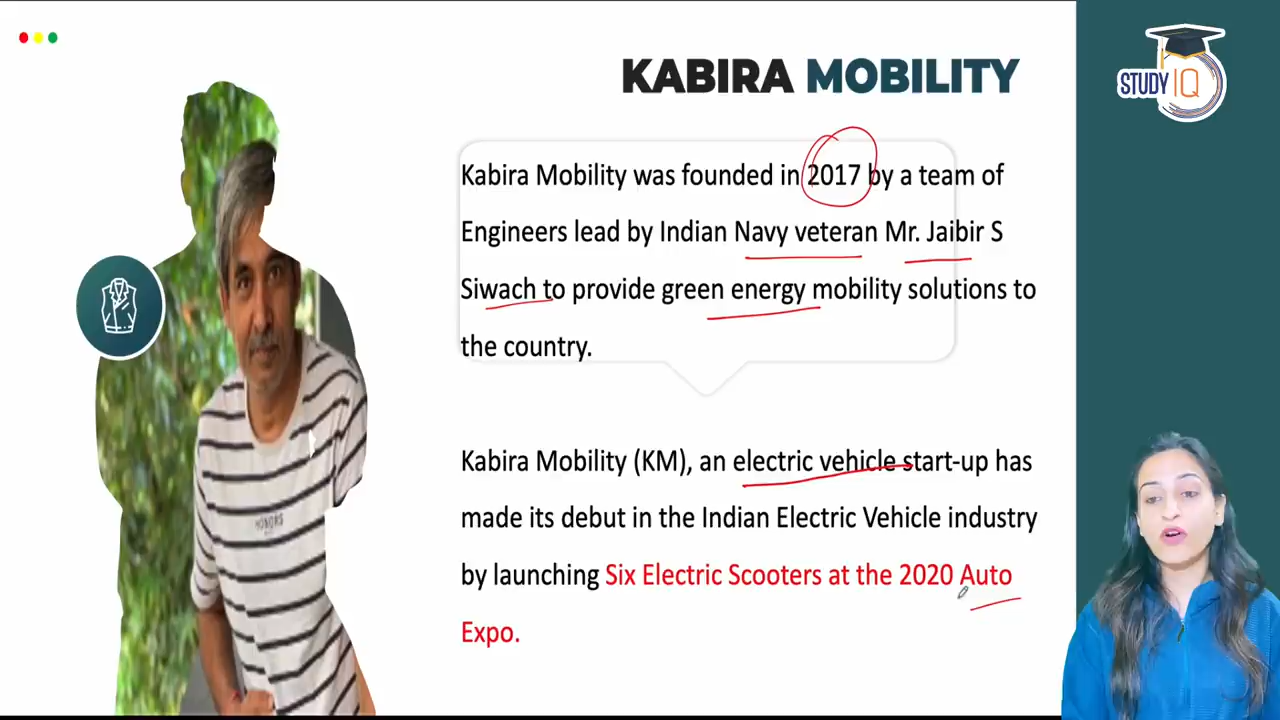 KABIRA MOBILITY
STUDY IQ
Kabira Mobility was founded in 2017 by a team of
Engineers lead by Indian Navy veteran Mr. Jaibir S
Siwach to provide green energy mobility solutions to
the country.
Kabira Mobility (KM), an electric vehicle start-up has
made its debut in the Indian Electric Vehicle industry
by launching Six Electric Scooters at the 2020 Auto
Expo.
HONORS